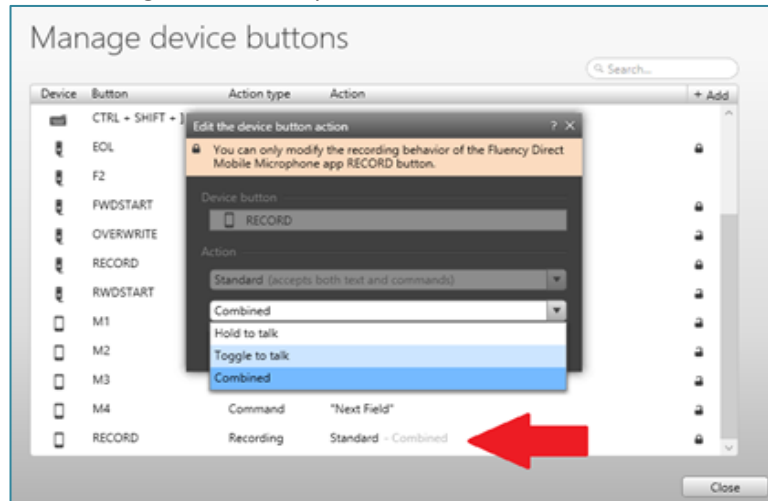 Manage device buttons
Search...
Device Button Action type Action + Add
CTRL + SHIFT + ]
EOL
F2
FWDSTART
OVERWRITE
RECORD
RWDSTART
M1
M2
M3
M4 Command "Next Field"
RECORD Recording Standard - Combined
Edit the device button action ? X
You can only modify the recording behavior of the Fluency Direct
Mobile Microphone app RECORD button.
Device button
RECORD
Action
Standard (accepts both text and commands)
Combined
Hold to talk
Toggle to talk
Combined
Close